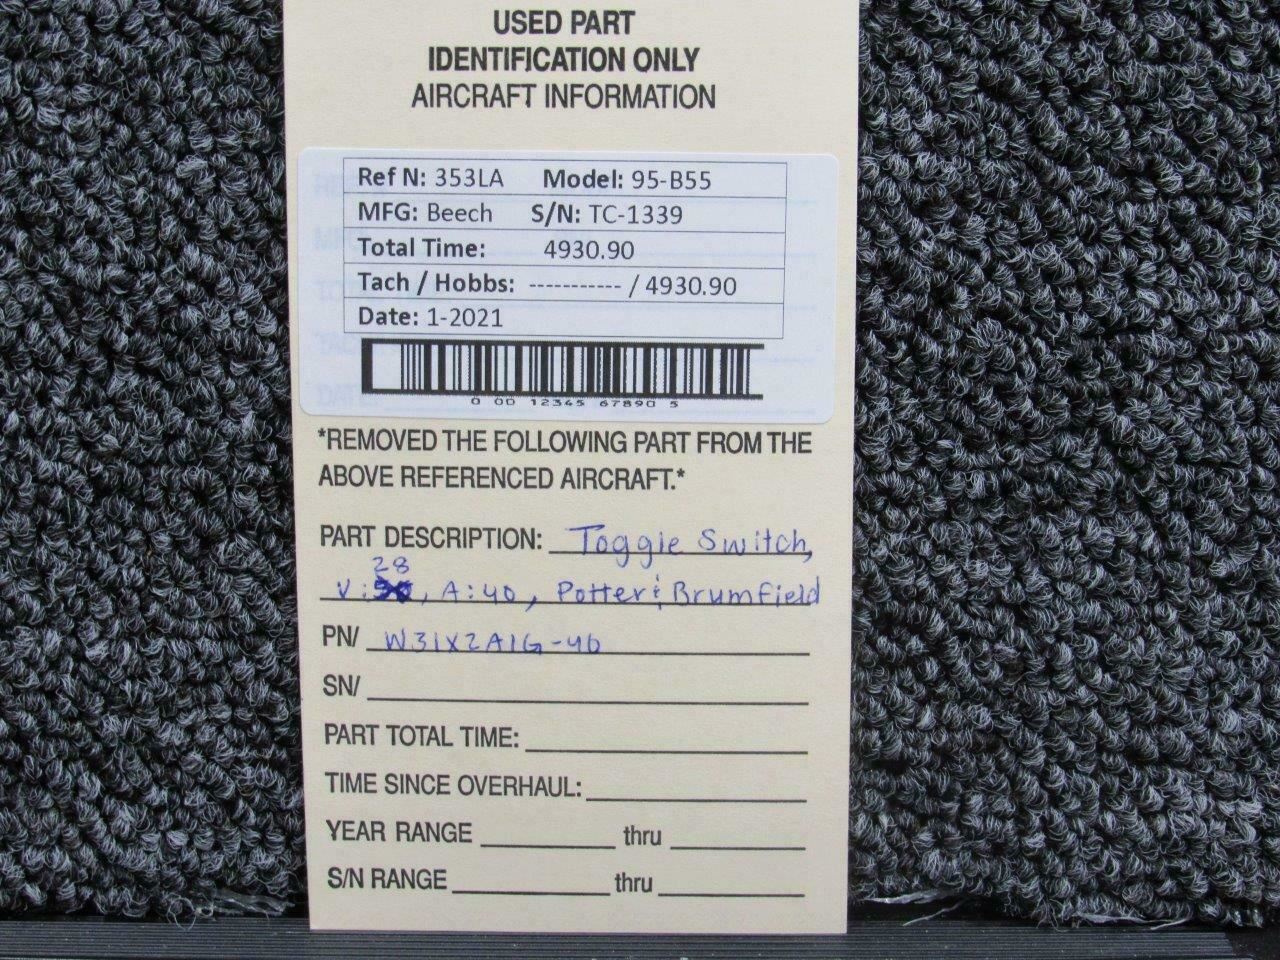 USED PART
IDENTIFICATION ONLY
AIRCRAFT INFORMATION
Ref N: 353LA Model: 95-B55
MFG: Beech S/N: TC-1339
Total Time: 4930.90
Tach / Hobbs: ----------- / 4930.90
Date: 1-2021
0 00 12345 67890 5
*REMOVED THE FOLLOWING PART FROM THE
ABOVE REFERENCED AIRCRAFT.*
PART DESCRIPTION: Toggle Switch,
28
V: , A:40, Potter & Brumfield
PN/ W31X2A1G-40
SN/
PART TOTAL TIME:
TIME SINCE OVERHAUL:
YEAR RANGE thru
S/N RANGE thru